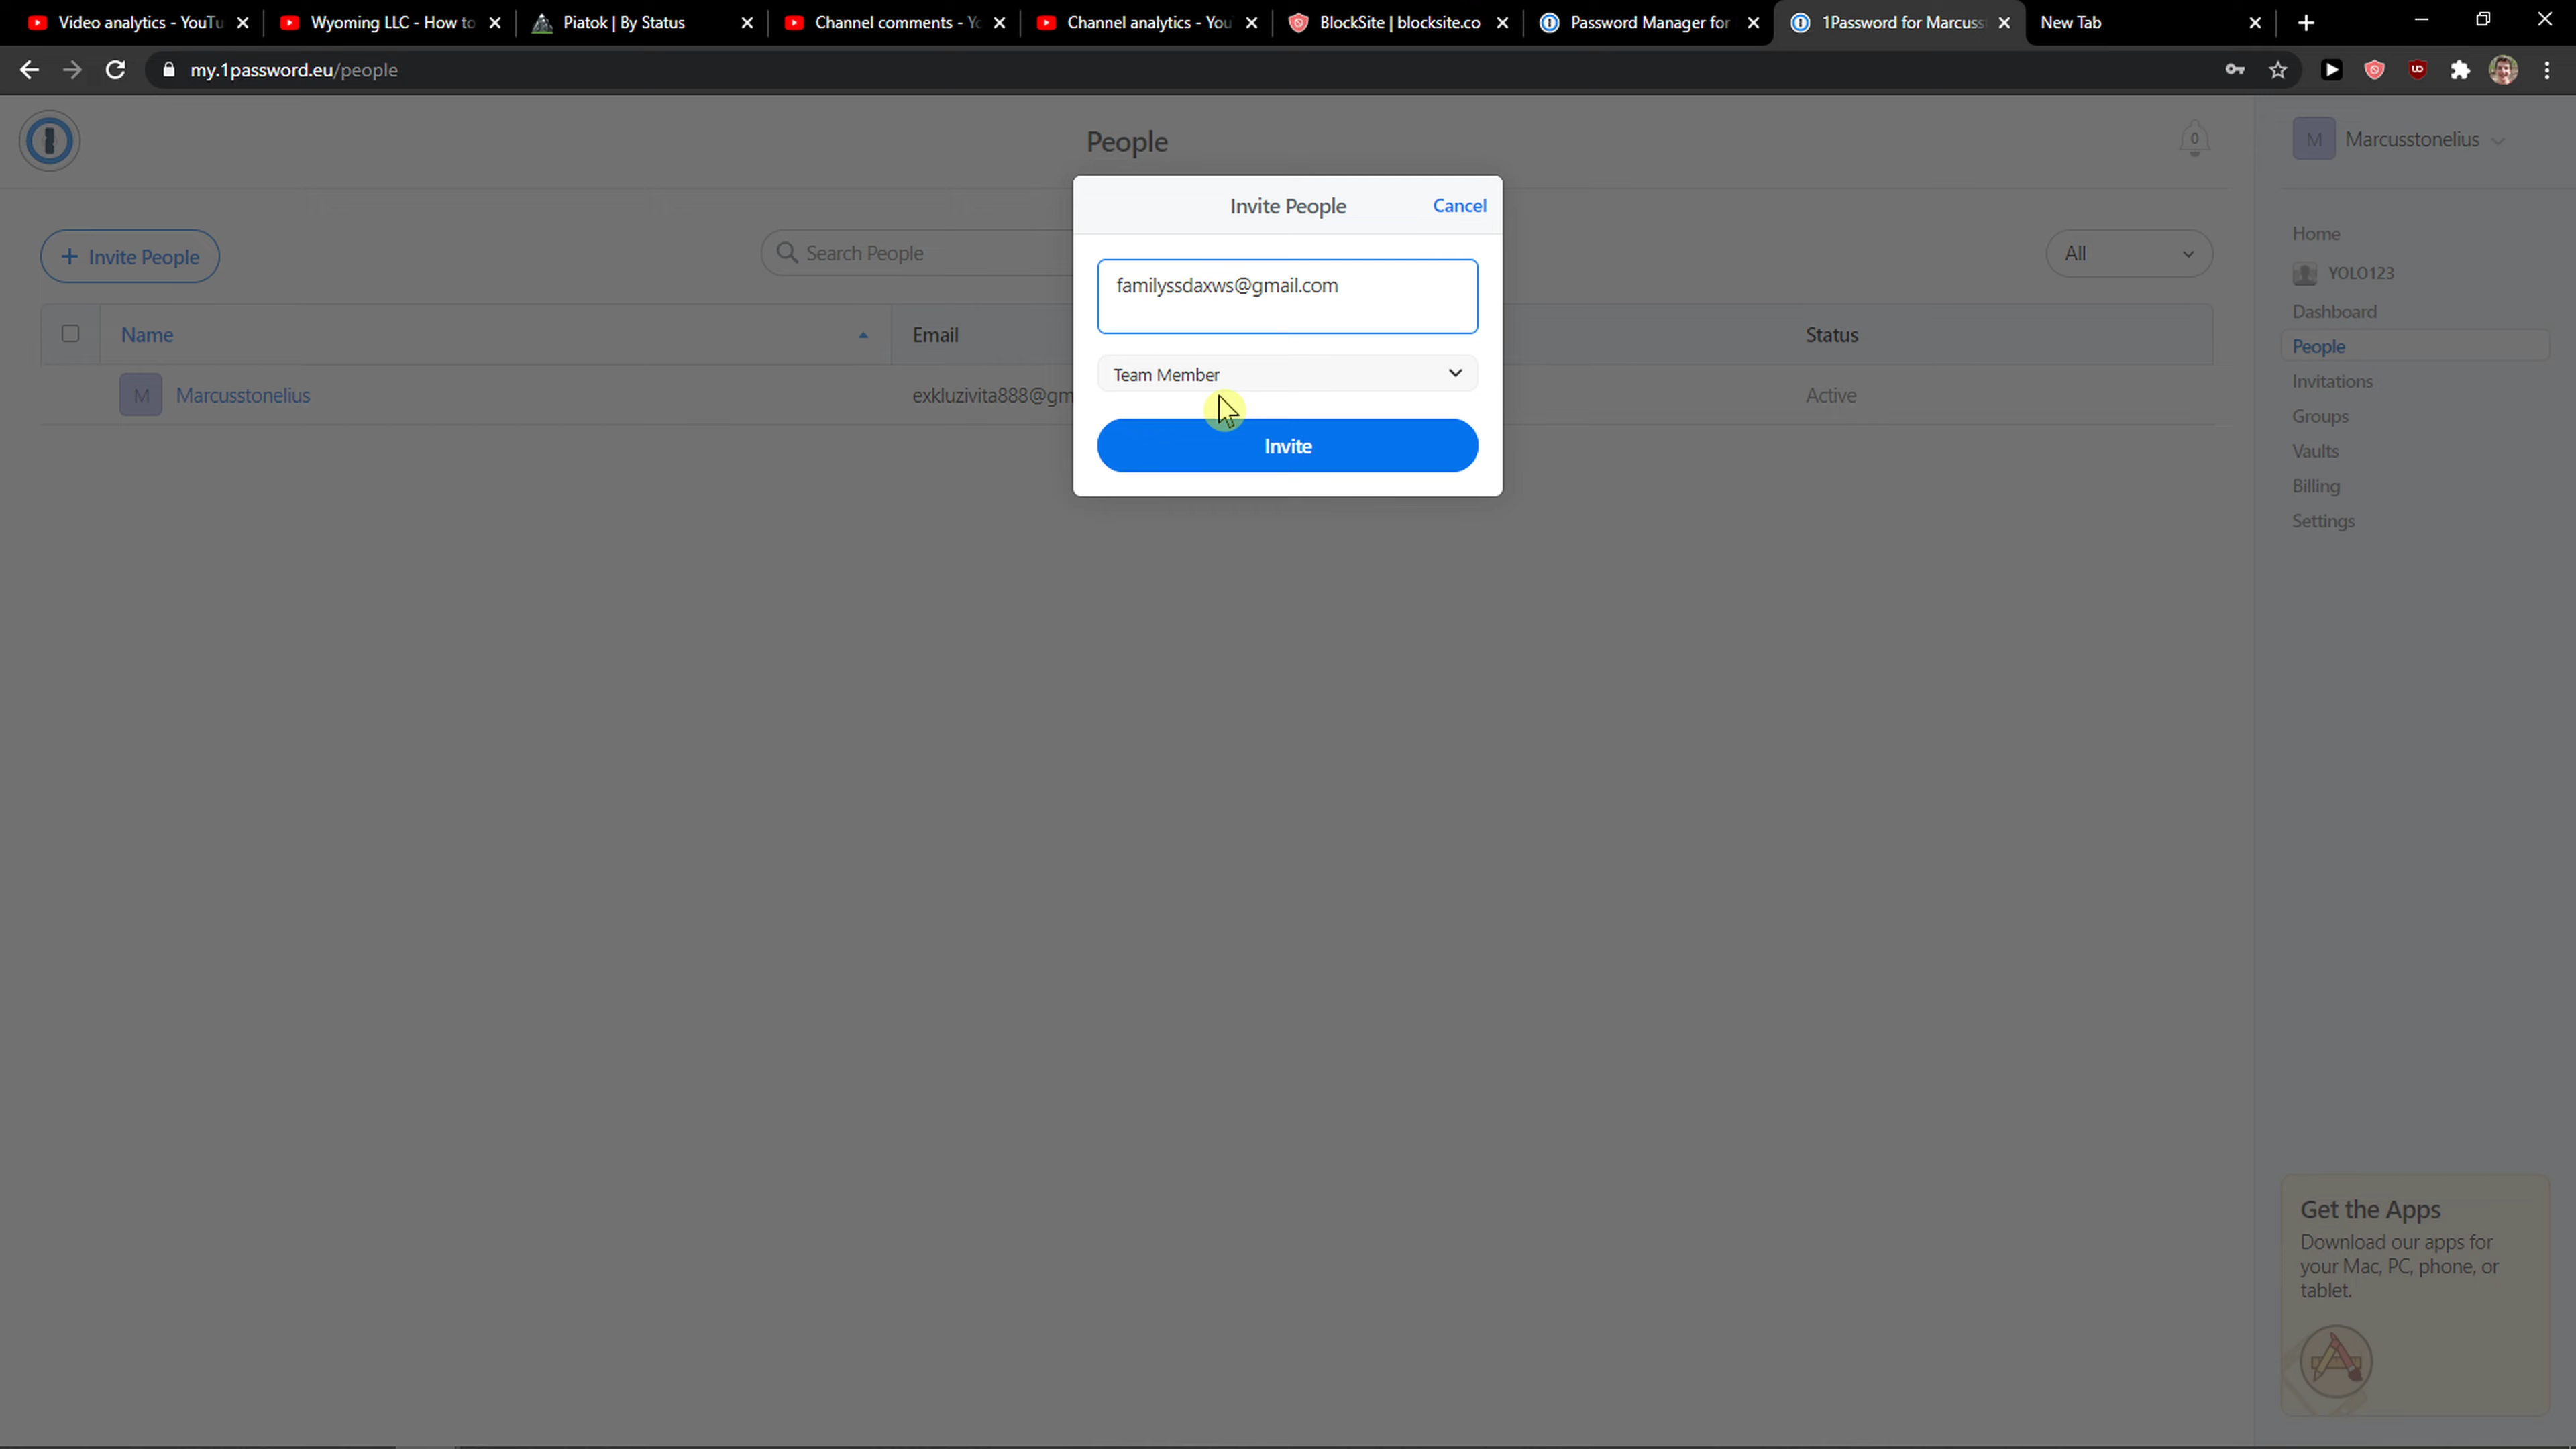 Video analytics - YouTu
Wyoming LLC - How to
Piatok | By Status
Channel comments - Yo
Channel analytics - You
BlockSite | blocksite.co
Password Manager for
1Password for Marcuss
New Tab
my.1password.eu/people
People
0
M Marcusstonelius
Invite People Cancel
+ Invite People
Search People
All
familyssdaxws@gmail.com
Name
Email
Status
Team Member
M Marcusstonelius
exkluzivita888@gm
Active
Invite
Home
YOLO123
Dashboard
People
Invitations
Groups
Vaults
Billing
Settings
Get the Apps
Download our apps for
your Mac, PC, phone, or
tablet.